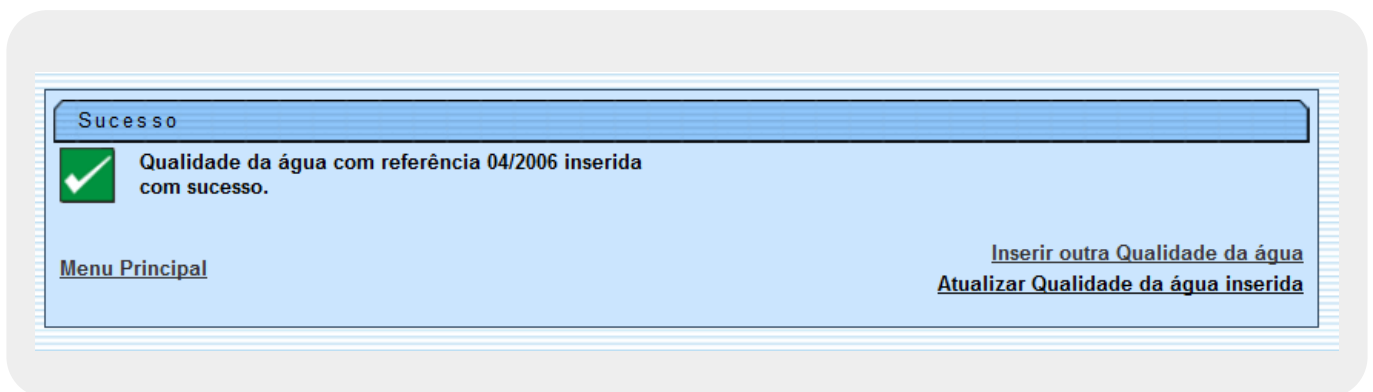 Sucesso
Qualidade da água com referência 04/2006 inserida
com sucesso.
Menu Principal
Inserir outra Qualidade da água
Atualizar Qualidade da água inserida